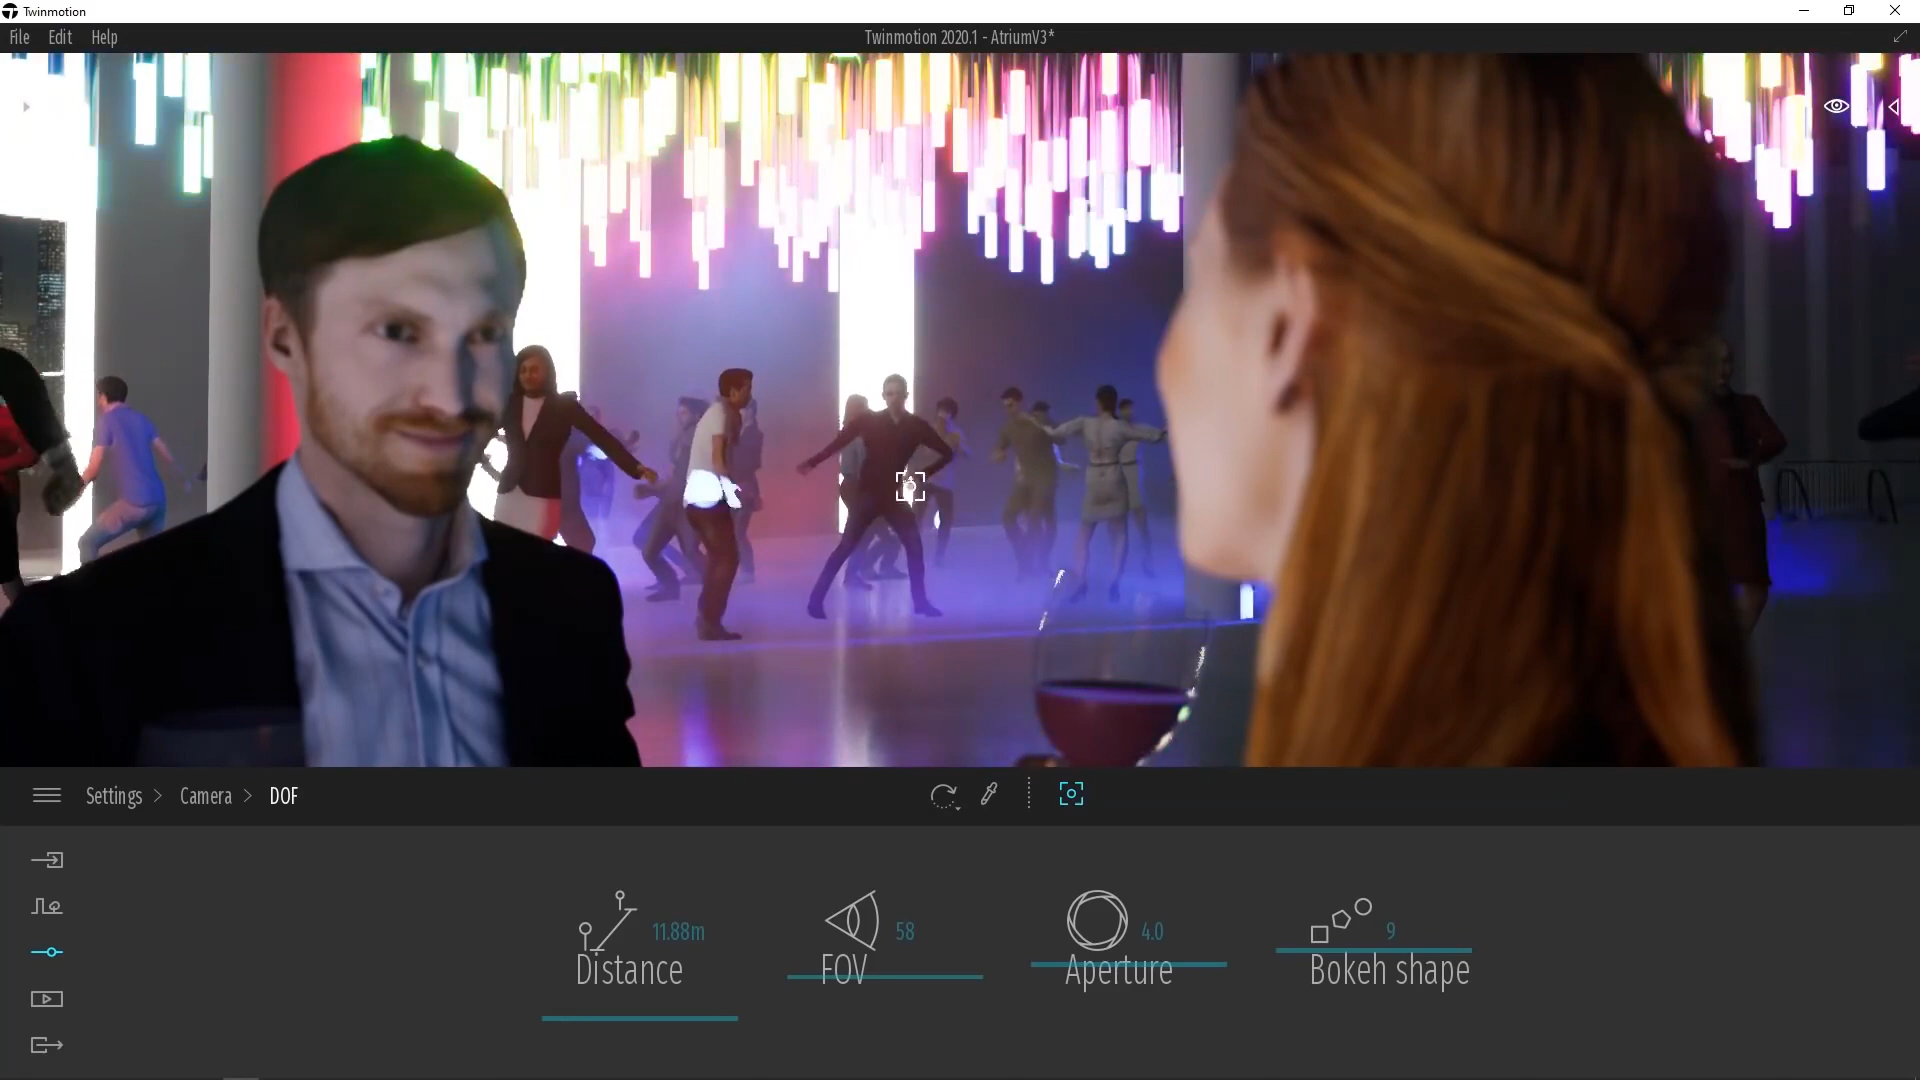 Twinmotion
File Edit Help
Twinmotion 2020.1 - AtriumV3*
Settings > Camera > DOF
11.88m
Distance
58
FOV
4.0
Aperture
9
Bokeh shape